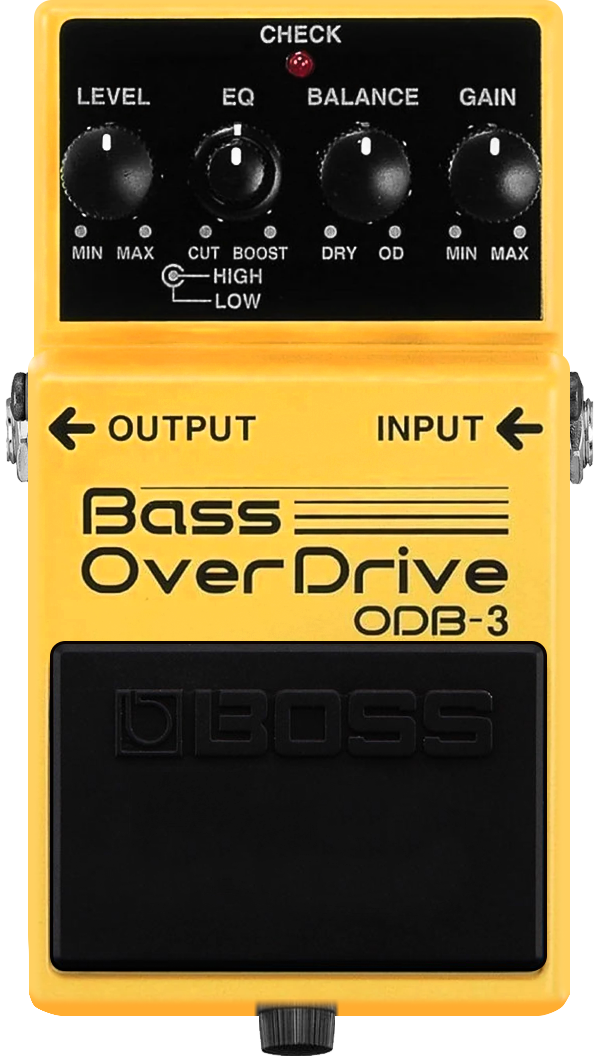 CHECK
LEVEL EQ BALANCE GAIN
MIN MAX CUT BOOST DRY OD MIN MAX
HIGH
LOW
OUTPUT INPUT
Bass
OverDrive
ODB-3
b BOSS